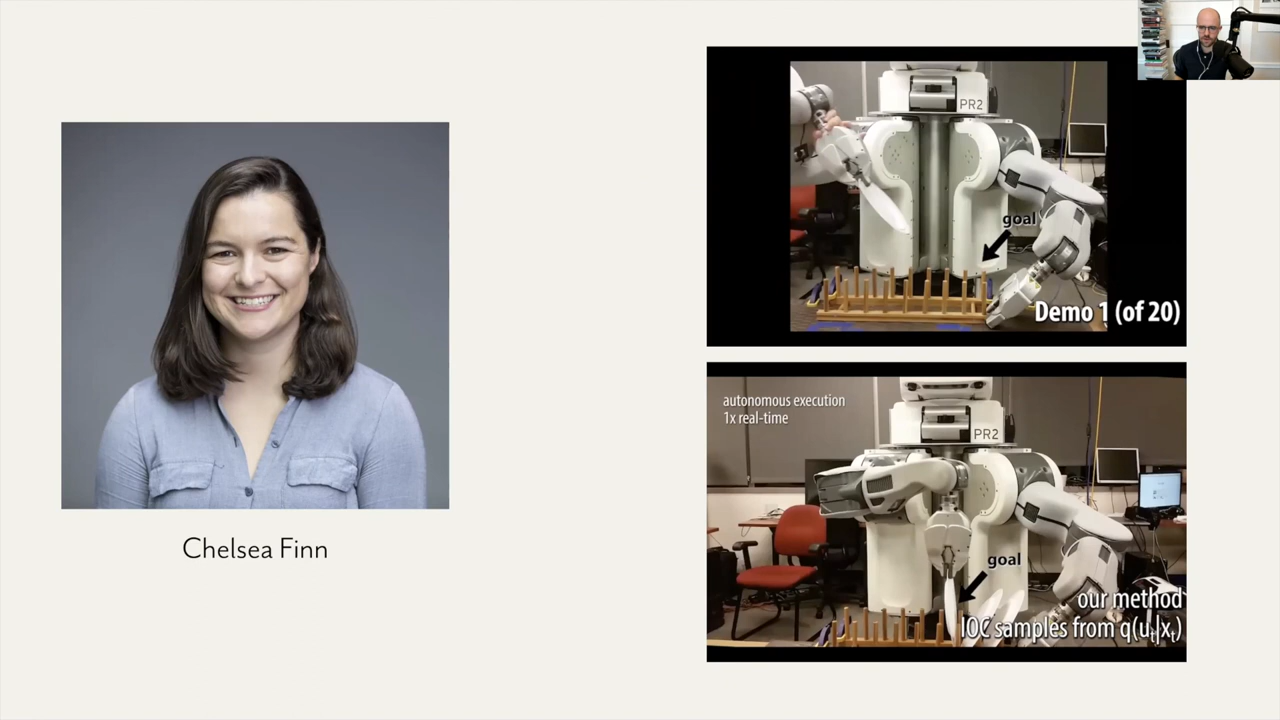 Chelsea Finn
PR2
goal
Demo 1 (of 20)
autonomous execution
1x real-time
PR2
goal
our method
IOC samples from q(uₜ|xₜ)